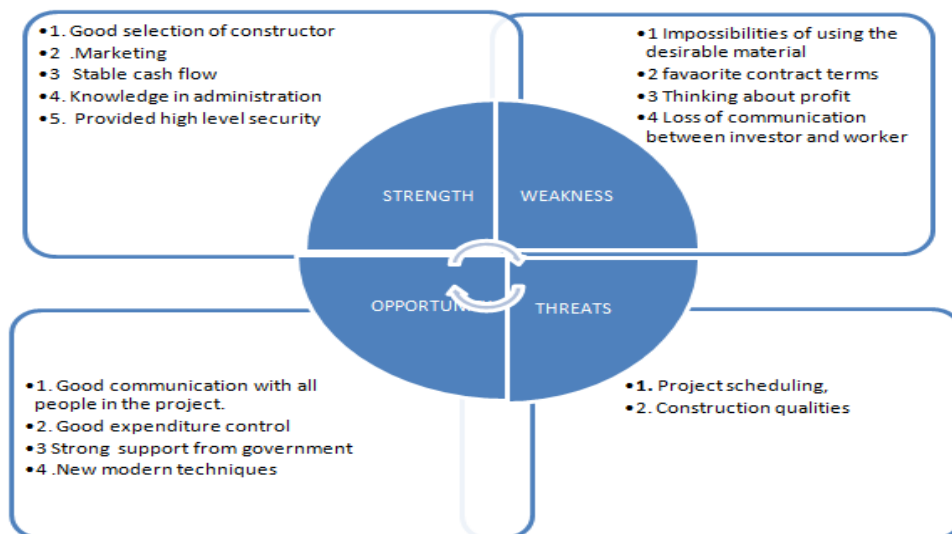 •1. Good selection of constructor
•2 .Marketing
•3 Stable cash flow
•4. Knowledge in administration
•5. Provided high level security
•1 Impossibilities of using the
desirable material
•2 favaorite contract terms
•3 Thinking about profit
•4 Loss of communication
between investor and worker
STRENGTH
WEAKNESS
THREATS
•1. Good communication with all
people in the project.
•2. Good expenditure control
•3 Strong support from government
•4 .New modern techniques
•1. Project scheduling,
•2. Construction qualities